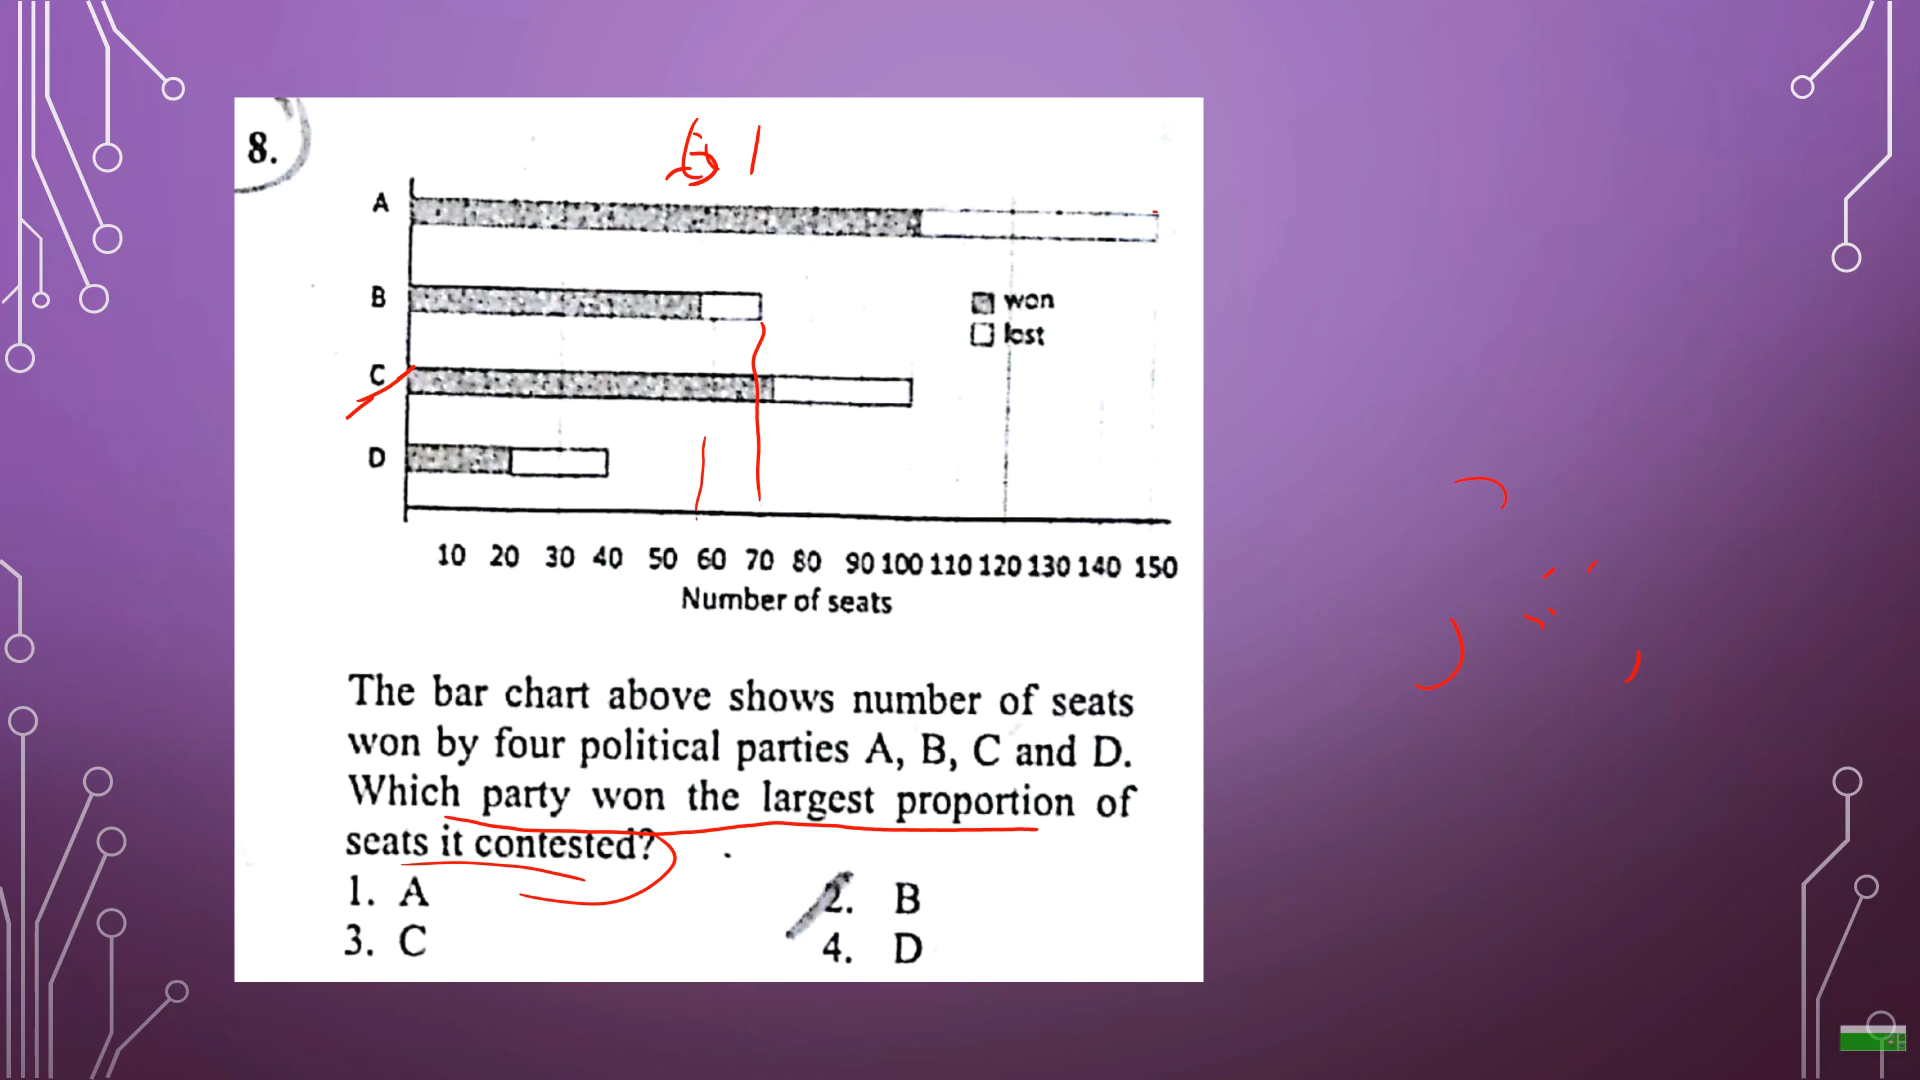 8.
A
B
won
lost
C
D
10 20 30 40 50 60 70 80 90 100 110 120 130 140 150
Number of seats
The bar chart above shows number of seats
won by four political parties A, B, C and D.
Which party won the largest proportion of
seats it contested?
1. A
2. B
3. C
4. D